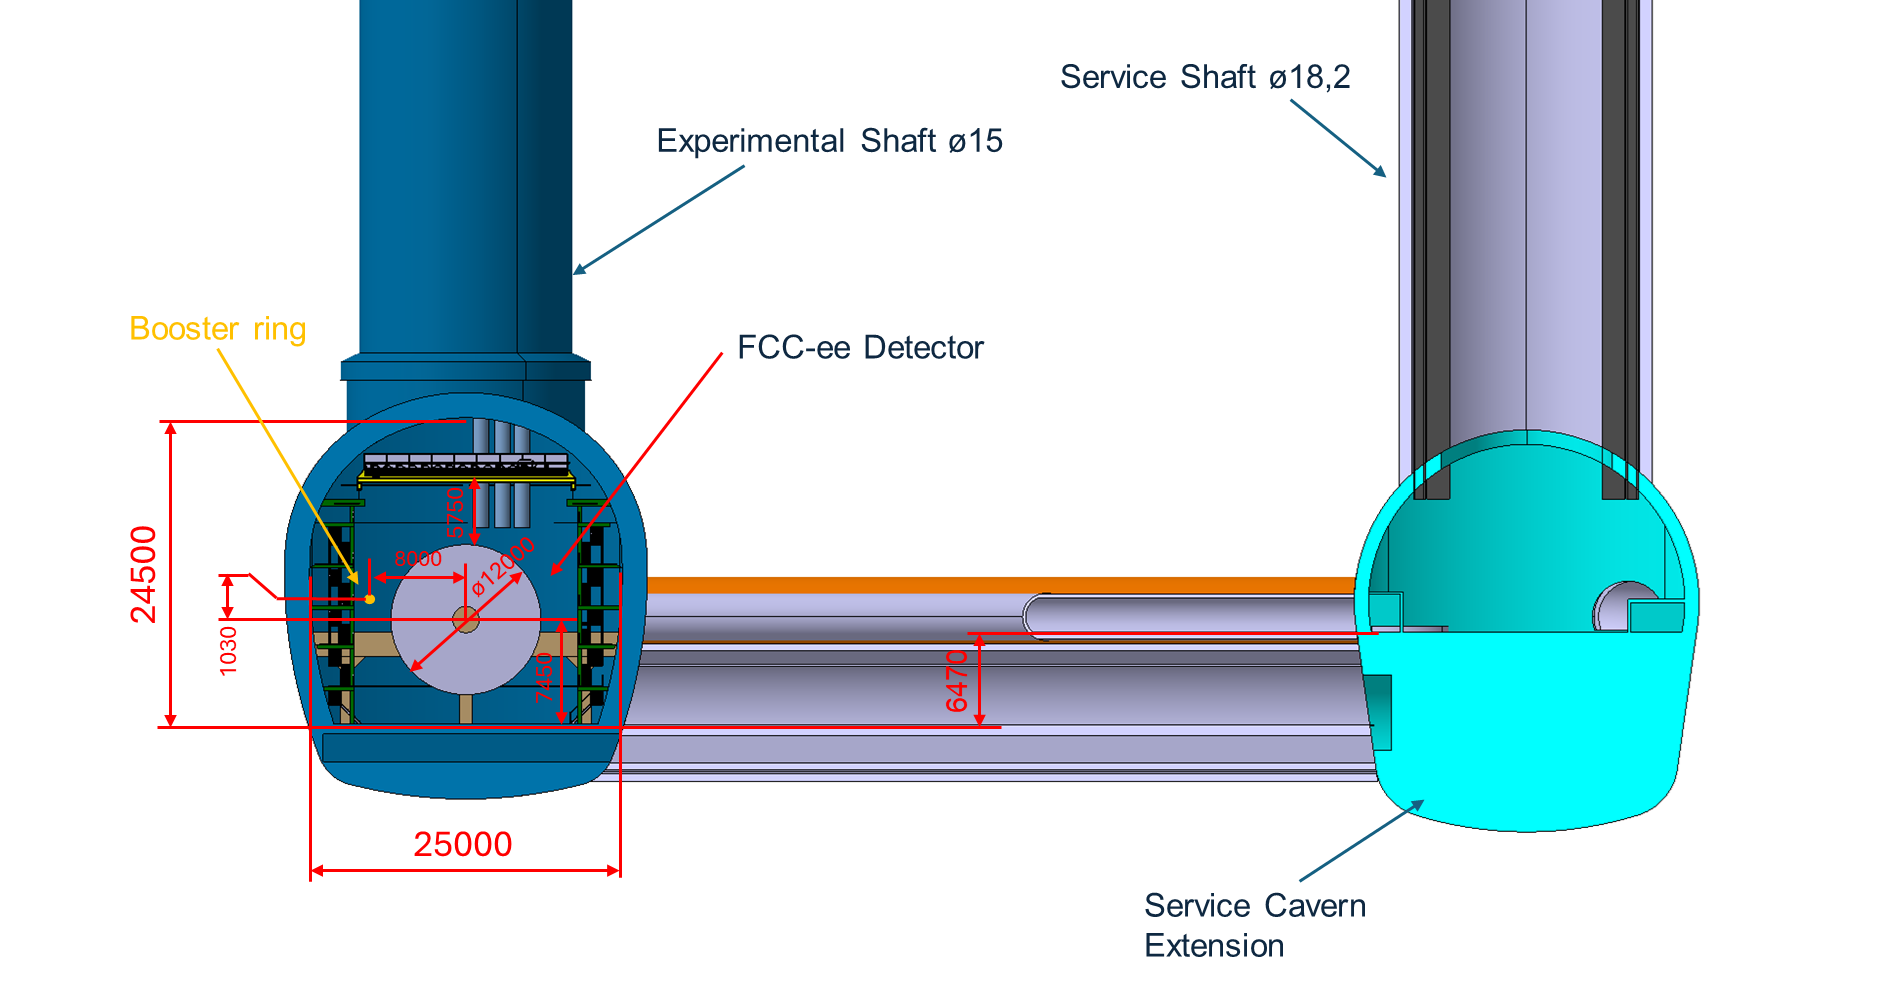 Service Shaft ø18,2
Experimental Shaft ø15
Booster ring
FCC-ee Detector
5750
8000
ø12000
24500
1030
7450
6470
25000
Service Cavern
Extension